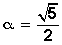 α = √5/2